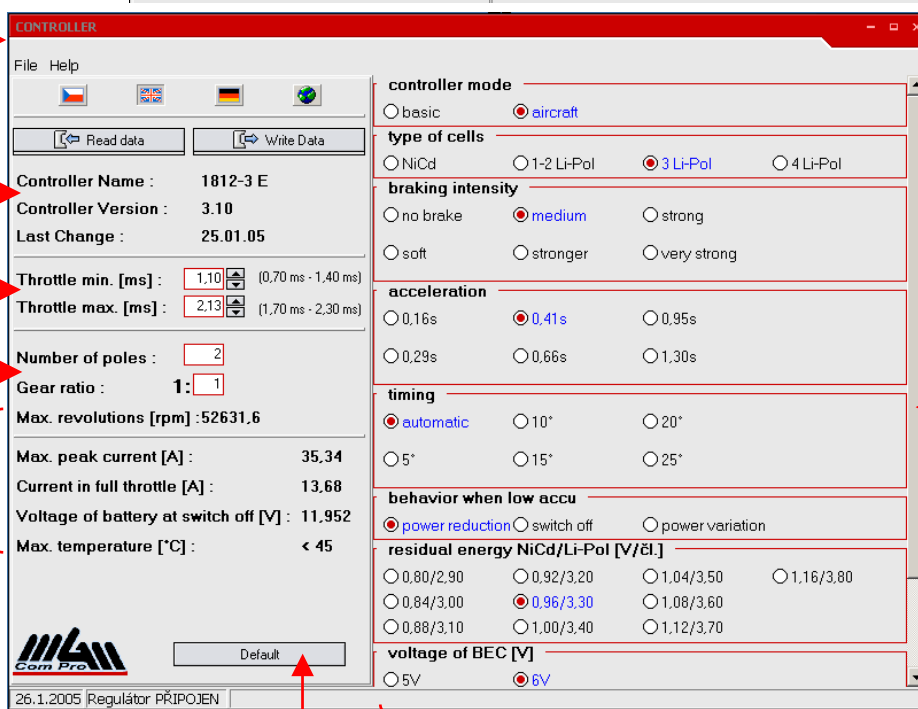 CONTROLLER
File Help
Read data Write Data
Controller Name : 1812-3 E
Controller Version : 3.10
Last Change : 25.01.05
Throttle min. [ms] : 1,10 (0,70 ms - 1,40 ms)
Throttle max. [ms] : 2,13 (1,70 ms - 2,30 ms)
Number of poles : 2
Gear ratio : 1: 1
Max. revolutions [rpm] :52631,6
Max. peak current [A] : 35,34
Current in full throttle [A] : 13,68
Voltage of battery at switch off [V] : 11,952
Max. temperature [°C] : < 45
MGM
Com Pro
Default
controller mode
basic aircraft
type of cells
NiCd 1-2 Li-Pol 3 Li-Pol 4 Li-Pol
braking intensity
no brake medium strong
soft stronger very strong
acceleration
0,16s 0,41s 0,95s
0,29s 0,66s 1,30s
timing
automatic 10° 20°
5° 15° 25°
behavior when low accu
power reduction switch off power variation
residual energy NiCd/Li-Pol [V/čl.]
0,80/2,90 0,92/3,20 1,04/3,50 1,16/3,80
0,84/3,00 0,96/3,30 1,08/3,60
0,88/3,10 1,00/3,40 1,12/3,70
voltage of BEC [V]
5V 6V
26.1.2005 Regulátor PŘIPOJEN